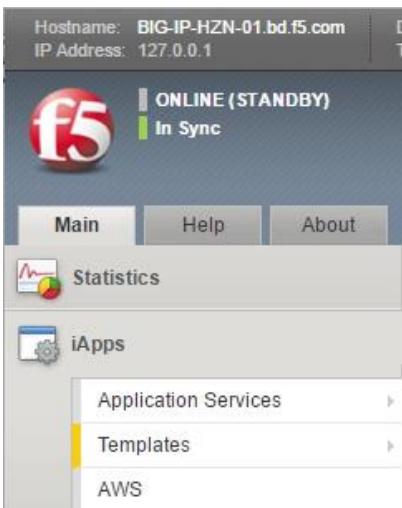 Hostname: BIG-IP-HZN-01.bd.f5.com
IP Address: 127.0.0.1
f5
ONLINE (STANDBY)
In Sync
Main Help About
Statistics
iApps
Application Services
Templates
AWS